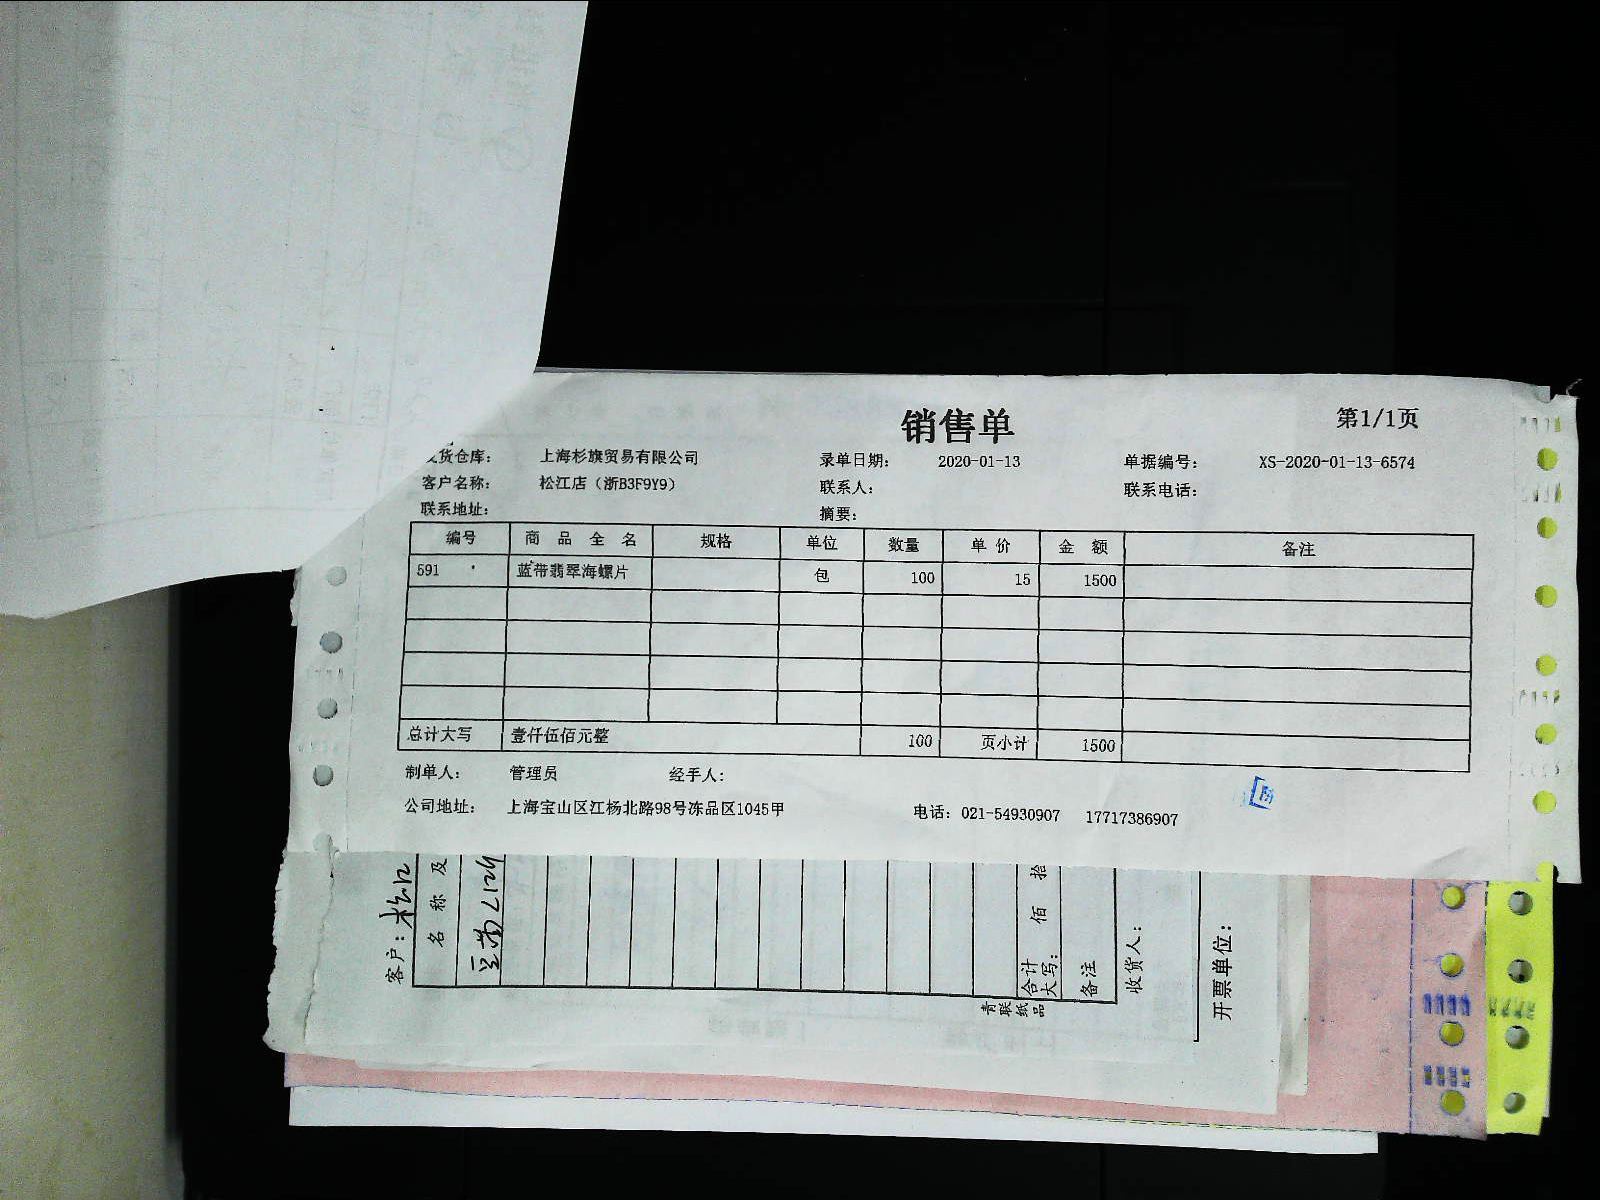 销售单
第1/1页
发货仓库: 上海杉旗贸易有限公司 录单日期: 2020-01-13 单据编号: XS-2020-01-13-6574
客户名称: 松江店（浙B3F9Y9） 联系人: 联系电话:
联系地址: 摘要:
编号 商品全名 规格 单位 数量 单价 金额 备注
591 蓝带翡翠海螺片 包 100 15 1500
总计大写 壹仟伍佰元整 100 页小计 1500
制单人: 管理员 经手人:
公司地址: 上海宝山区江杨北路98号冻品区1045甲 电话: 021-54930907 17717386907
客户: 松江
名称及
合计大写: 佰 拾
备注
收货人:
开票单位:
青联纸品